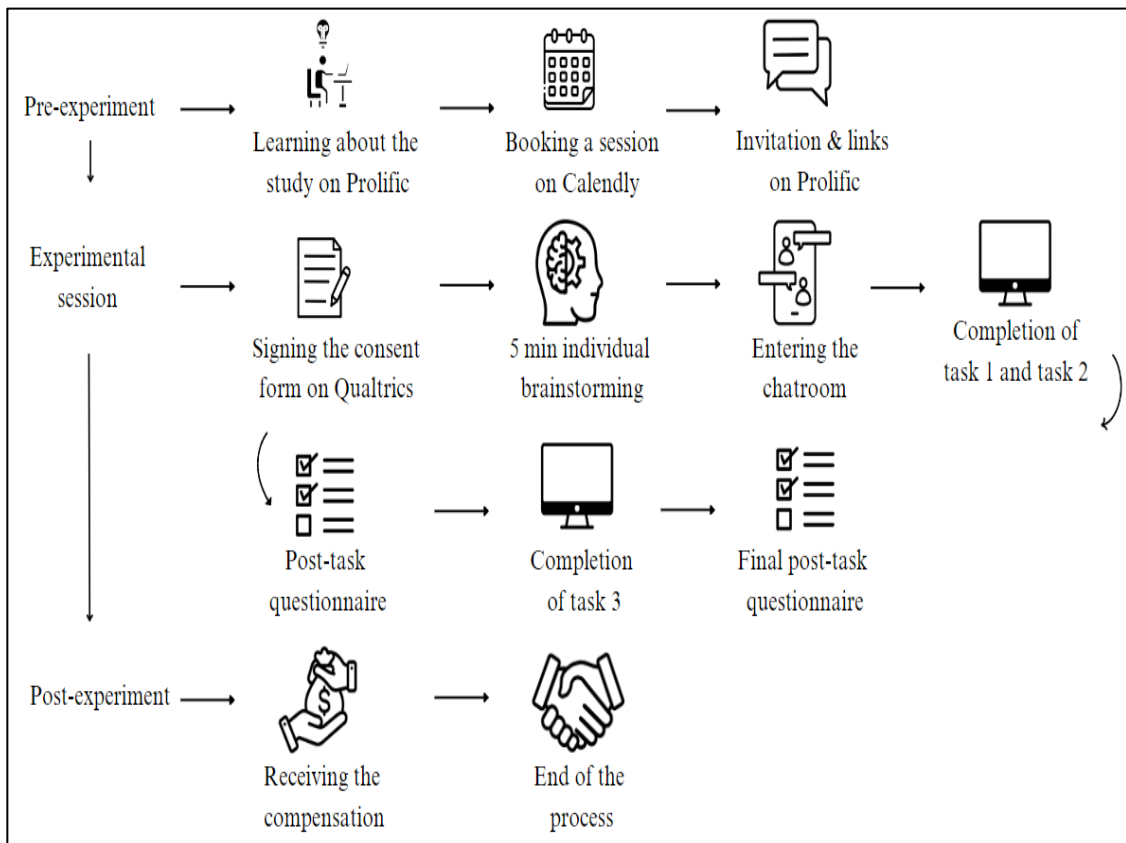 Pre-experiment
Learning about the
study on Prolific
Booking a session
on Calendly
Invitation & links
on Prolific
Experimental
session
Signing the consent
form on Qualtrics
5 min individual
brainstorming
Entering the
chatroom
Completion of
task 1 and task 2
Post-task
questionnaire
Completion
of task 3
Final post-task
questionnaire
Post-experiment
$
Receiving the
compensation
End of the
process